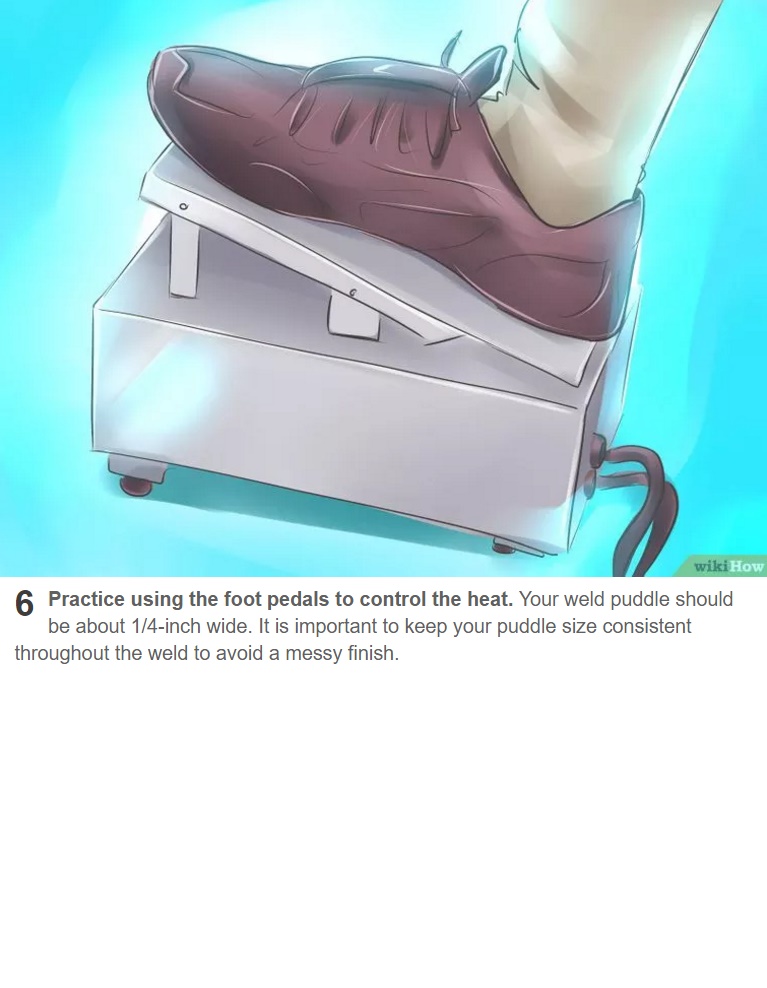 wikiHow
6 Practice using the foot pedals to control the heat. Your weld puddle should
be about 1/4-inch wide. It is important to keep your puddle size consistent
throughout the weld to avoid a messy finish.